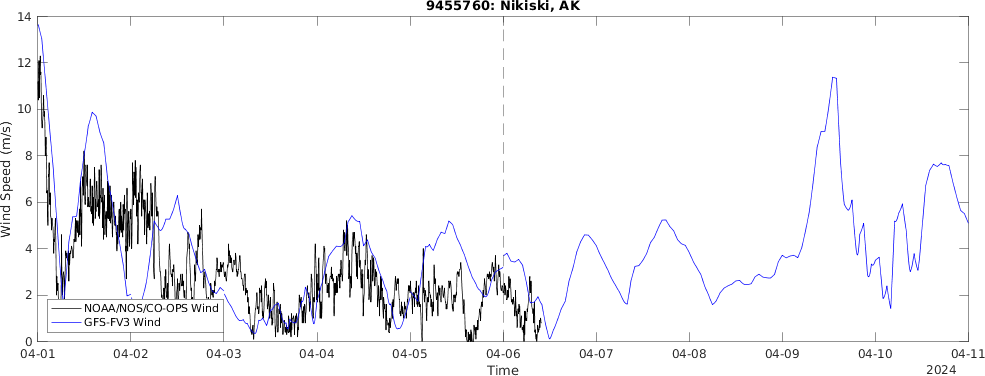 9455760: Nikiski, AK
Wind Speed (m/s)
14
12
10
8
6
4
2
0
NOAA/NOS/CO-OPS Wind
GFS-FV3 Wind
04-01 04-02 04-03 04-04 04-05 04-06 04-07 04-08 04-09 04-10 04-11
Time
2024